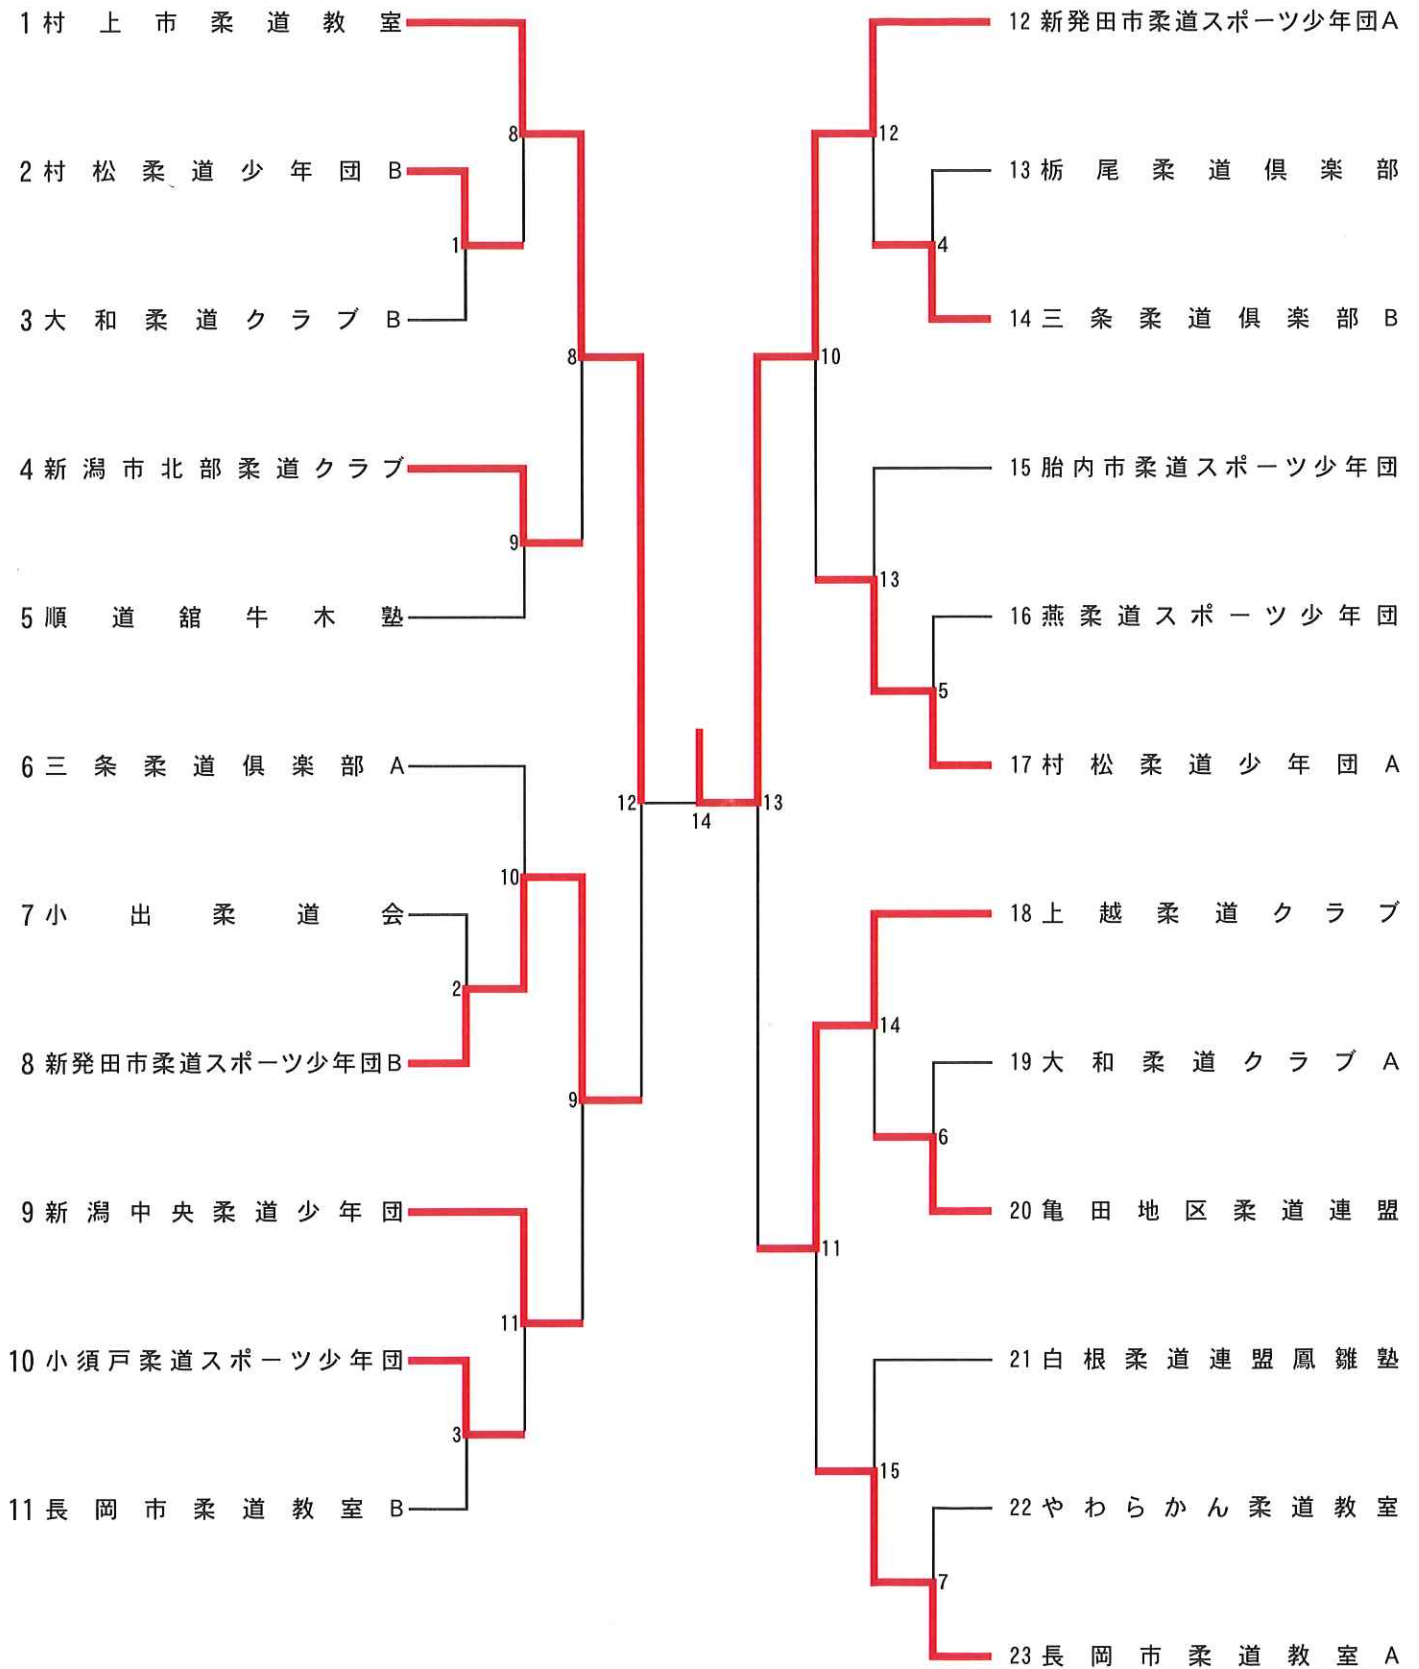 1 村上市柔道教室
2 村松柔道少年団B
3 大和柔道クラブB
4 新潟市北部柔道クラブ
5 順道舘牛木塾
6 三条柔道倶楽部A
7 小出柔道会
8 新発田市柔道スポーツ少年団B
9 新潟中央柔道少年団
10 小須戸柔道スポーツ少年団
11 長岡市柔道教室B
8
1
8
9
10
2
9
11
3
12
14
13
12
4
10
13
5
14
6
11
15
7
12 新発田市柔道スポーツ少年団A
13 栃尾柔道倶楽部
14 三条柔道倶楽部B
15 胎内市柔道スポーツ少年団
16 燕柔道スポーツ少年団
17 村松柔道少年団A
18 上越柔道クラブ
19 大和柔道クラブA
20 亀田地区柔道連盟
21 白根柔道連盟鳳雛塾
22 やわらかん柔道教室
23 長岡市柔道教室A